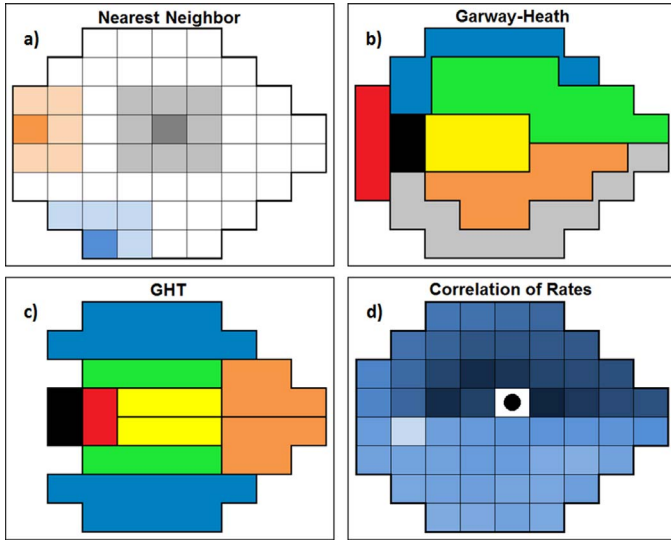 Nearest Neighbor
a)
Garway-Heath
b)
GHT
c)
Correlation of Rates
d)